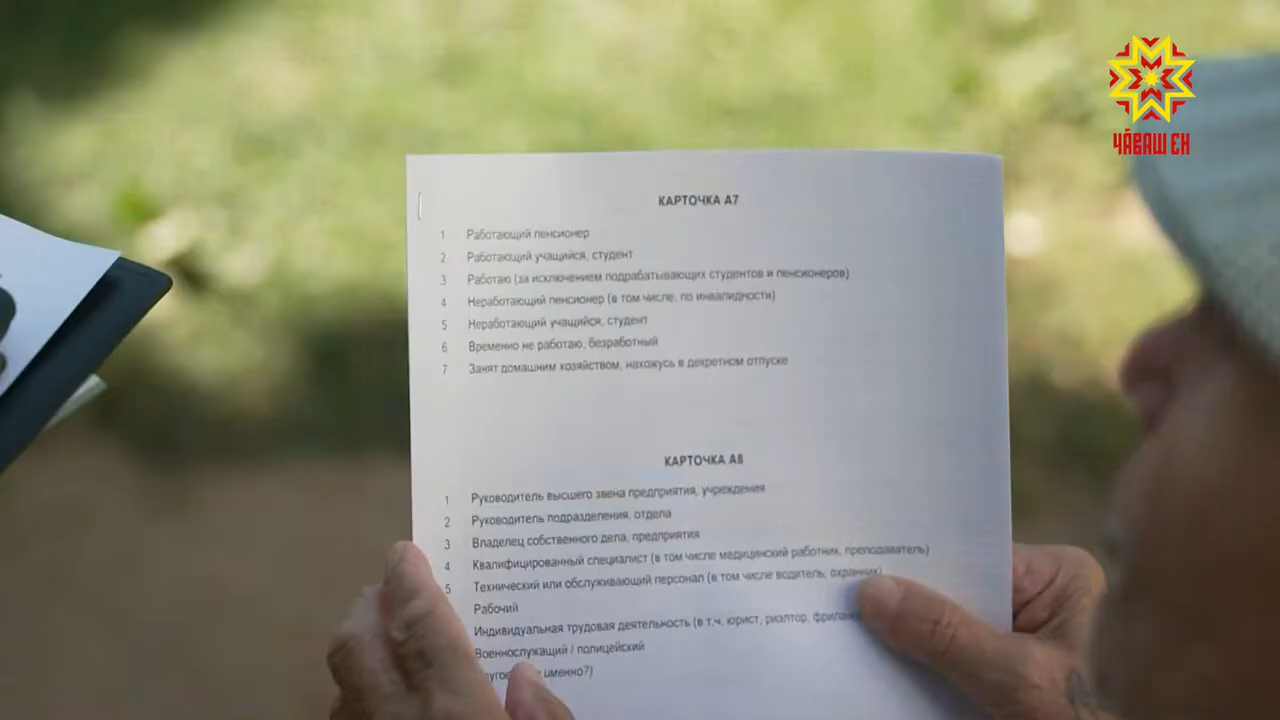 ЧӐВАШ ЕН
КАРТОЧКА А7
1 Работающий пенсионер
2 Работающий учащийся, студент
3 Работаю (за исключением подрабатывающих студентов и пенсионеров)
4 Неработающий пенсионер (в том числе, по инвалидности)
5 Неработающий учащийся, студент
6 Временно не работаю, безработный
7 Занят домашним хозяйством, нахожусь в декретном отпуске
КАРТОЧКА А8
1 Руководитель высшего звена предприятия, учреждения
2 Руководитель подразделения, отдела
3 Владелец собственного дела, предприятия
4 Квалифицированный специалист (в том числе медицинский работник, преподаватель)
5 Технический или обслуживающий персонал (в том числе водитель, охранник)
Рабочий
Индивидуальная трудовая деятельность (в т.ч. юрист, риэлтор,
Военнослужащий / полицейский
именно?)